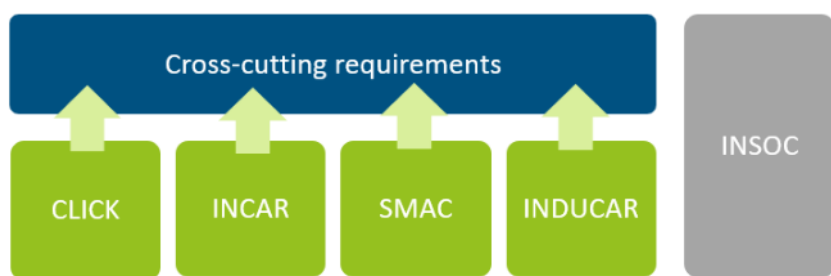 Cross-cutting requirements
INSOC
CLICK
INCAR
SMAC
INDUCAR